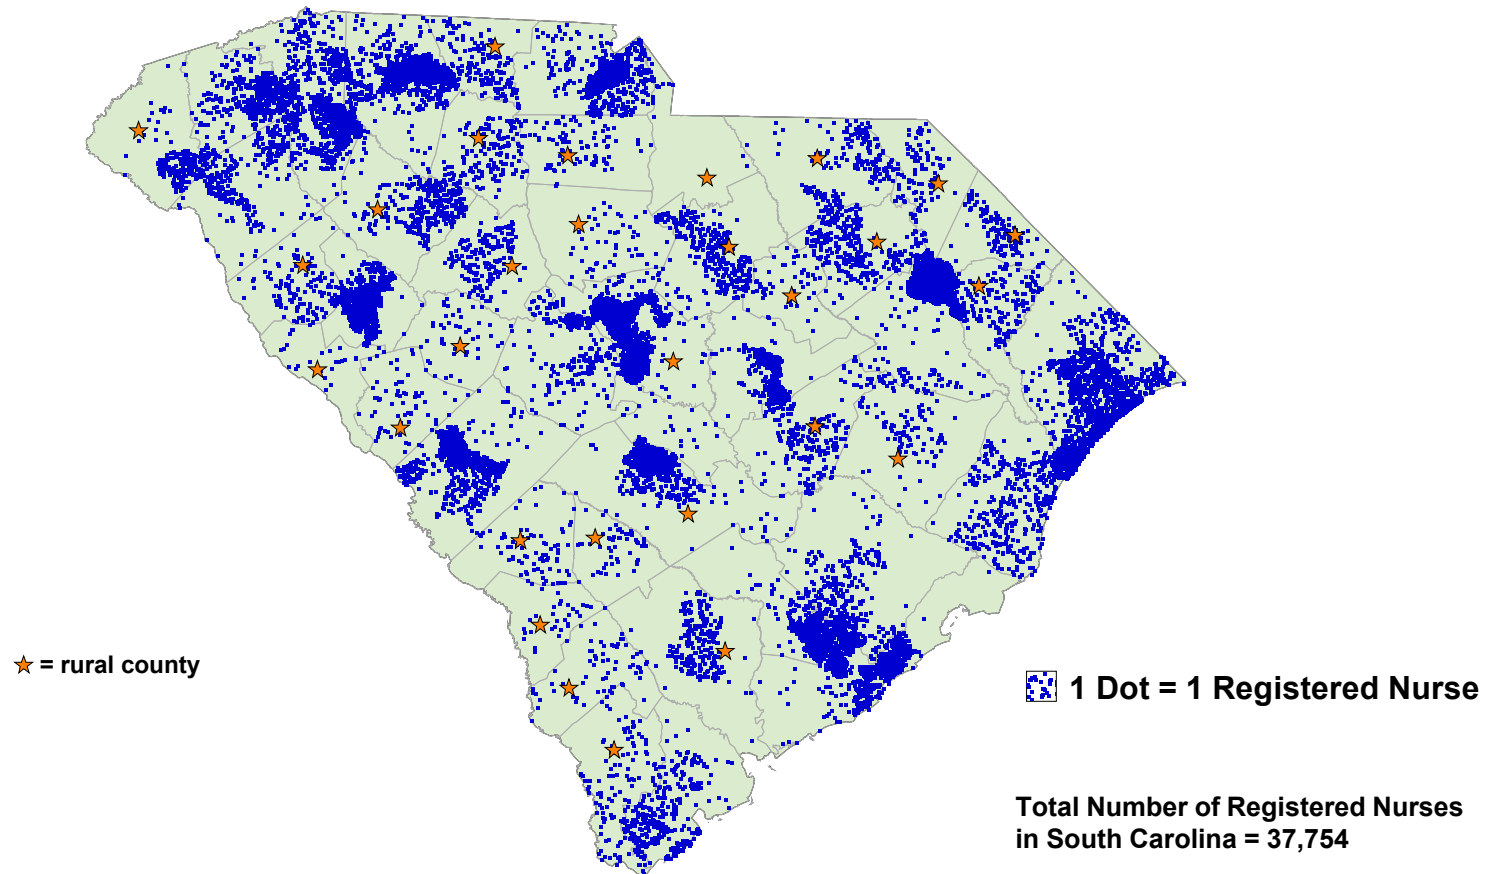 = rural county
1 Dot = 1 Registered Nurse
Total Number of Registered Nurses
in South Carolina = 37,754